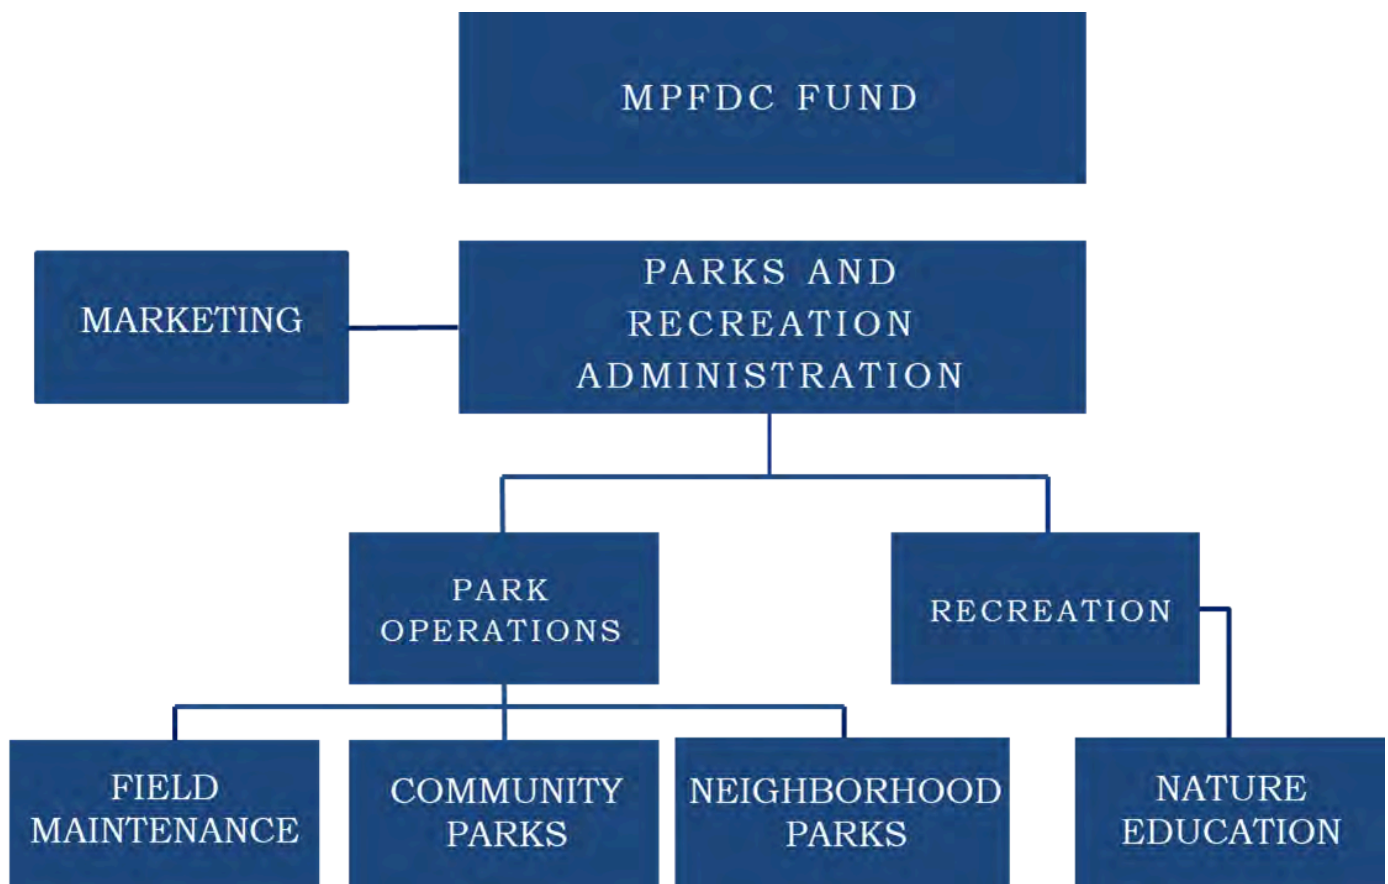 MPFDC FUND
MARKETING
PARKS AND
RECREATION
ADMINISTRATION
PARK
OPERATIONS
RECREATION
FIELD
MAINTENANCE
COMMUNITY
PARKS
NEIGHBORHOOD
PARKS
NATURE
EDUCATION